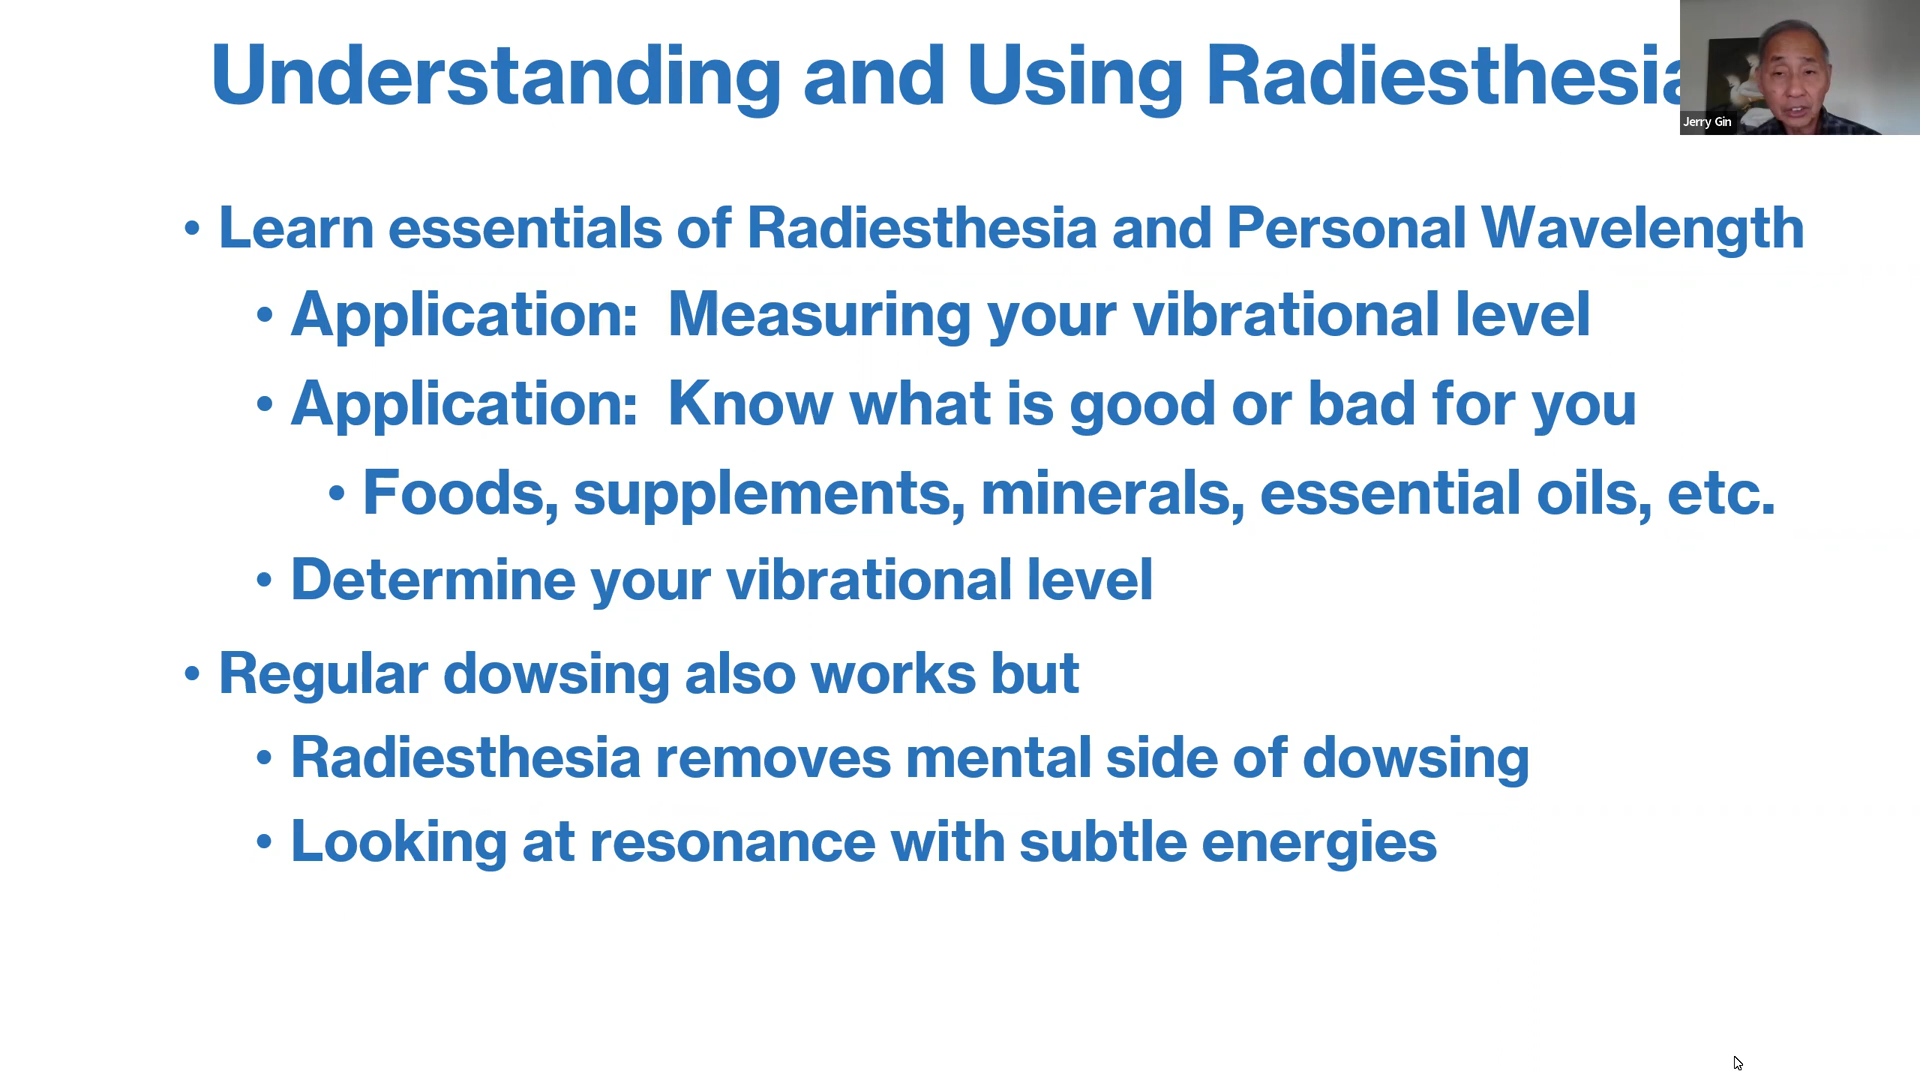 Understanding and Using Radiesthesia
Jerry Gin
• Learn essentials of Radiesthesia and Personal Wavelength
• Application:  Measuring your vibrational level
• Application:  Know what is good or bad for you
• Foods, supplements, minerals, essential oils, etc.
• Determine your vibrational level
• Regular dowsing also works but
• Radiesthesia removes mental side of dowsing
• Looking at resonance with subtle energies